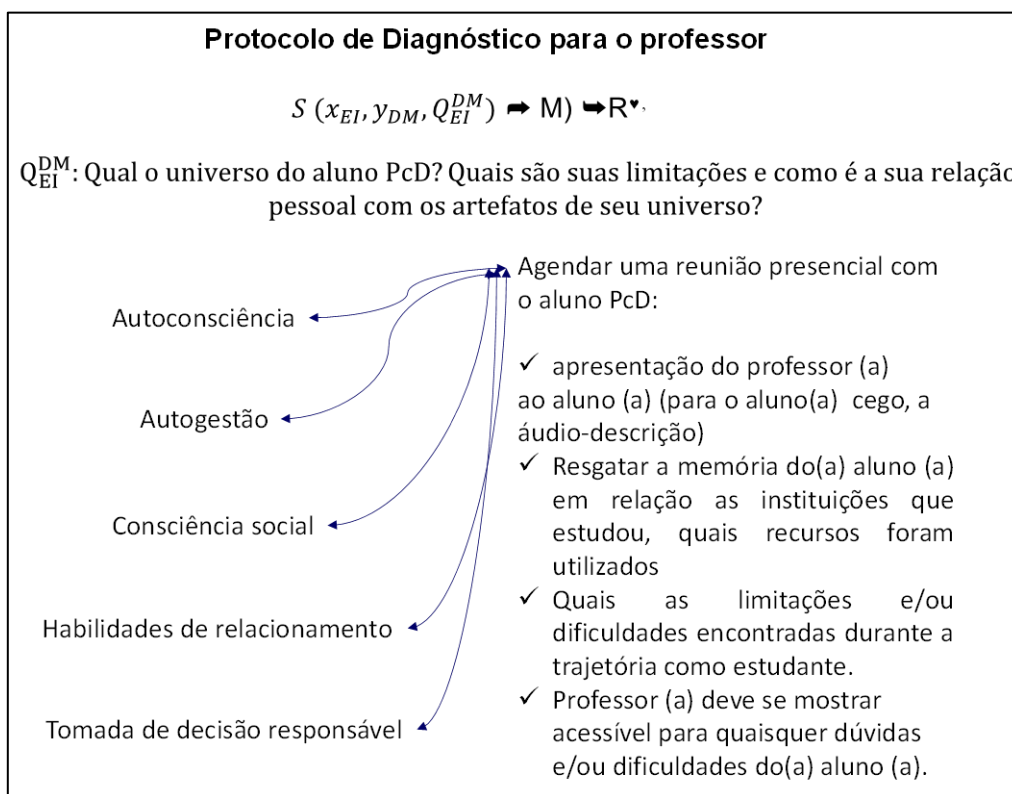 Protocolo de Diagnóstico para o professor
S (x_EI, y_DM, Q_EI^DM) ➡ M) ➥R♥,
Q_EI^DM: Qual o universo do aluno PcD? Quais são suas limitações e como é a sua relação
pessoal com os artefatos de seu universo?
Autoconsciência
Autogestão
Consciência social
Habilidades de relacionamento
Tomada de decisão responsável
Agendar uma reunião presencial com
o aluno PcD:
✓ apresentação do professor (a)
ao aluno (a) (para o aluno(a) cego, a
áudio-descrição)
✓ Resgatar a memória do(a) aluno (a)
em relação as instituições que
estudou, quais recursos foram
utilizados
✓ Quais as limitações e/ou
dificuldades encontradas durante a
trajetória como estudante.
✓ Professor (a) deve se mostrar
acessível para quaisquer dúvidas
e/ou dificuldades do(a) aluno (a).